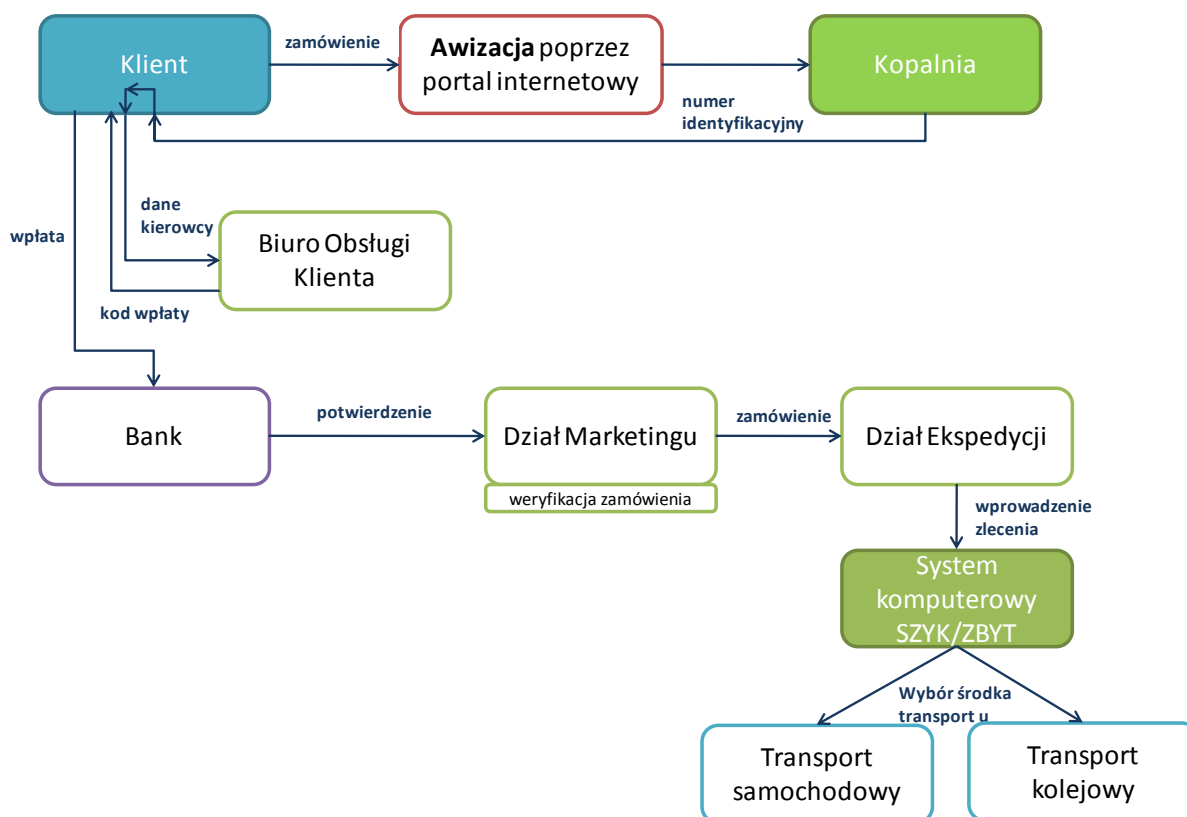 Klient
zamówienie
Awizacja poprzez
portal internetowy
Kopalnia
numer
identyfikacyjny
dane
kierowcy
wpłata
Biuro Obsługi
Klienta
kod wpłaty
Bank
potwierdzenie
Dział Marketingu
weryfikacja zamówienia
zamówienie
Dział Ekspedycji
wprowadzenie
zlecenia
System
komputerowy
SZYK/ZBYT
Wybór środka
transport u
Transport
samochodowy
Transport
kolejowy